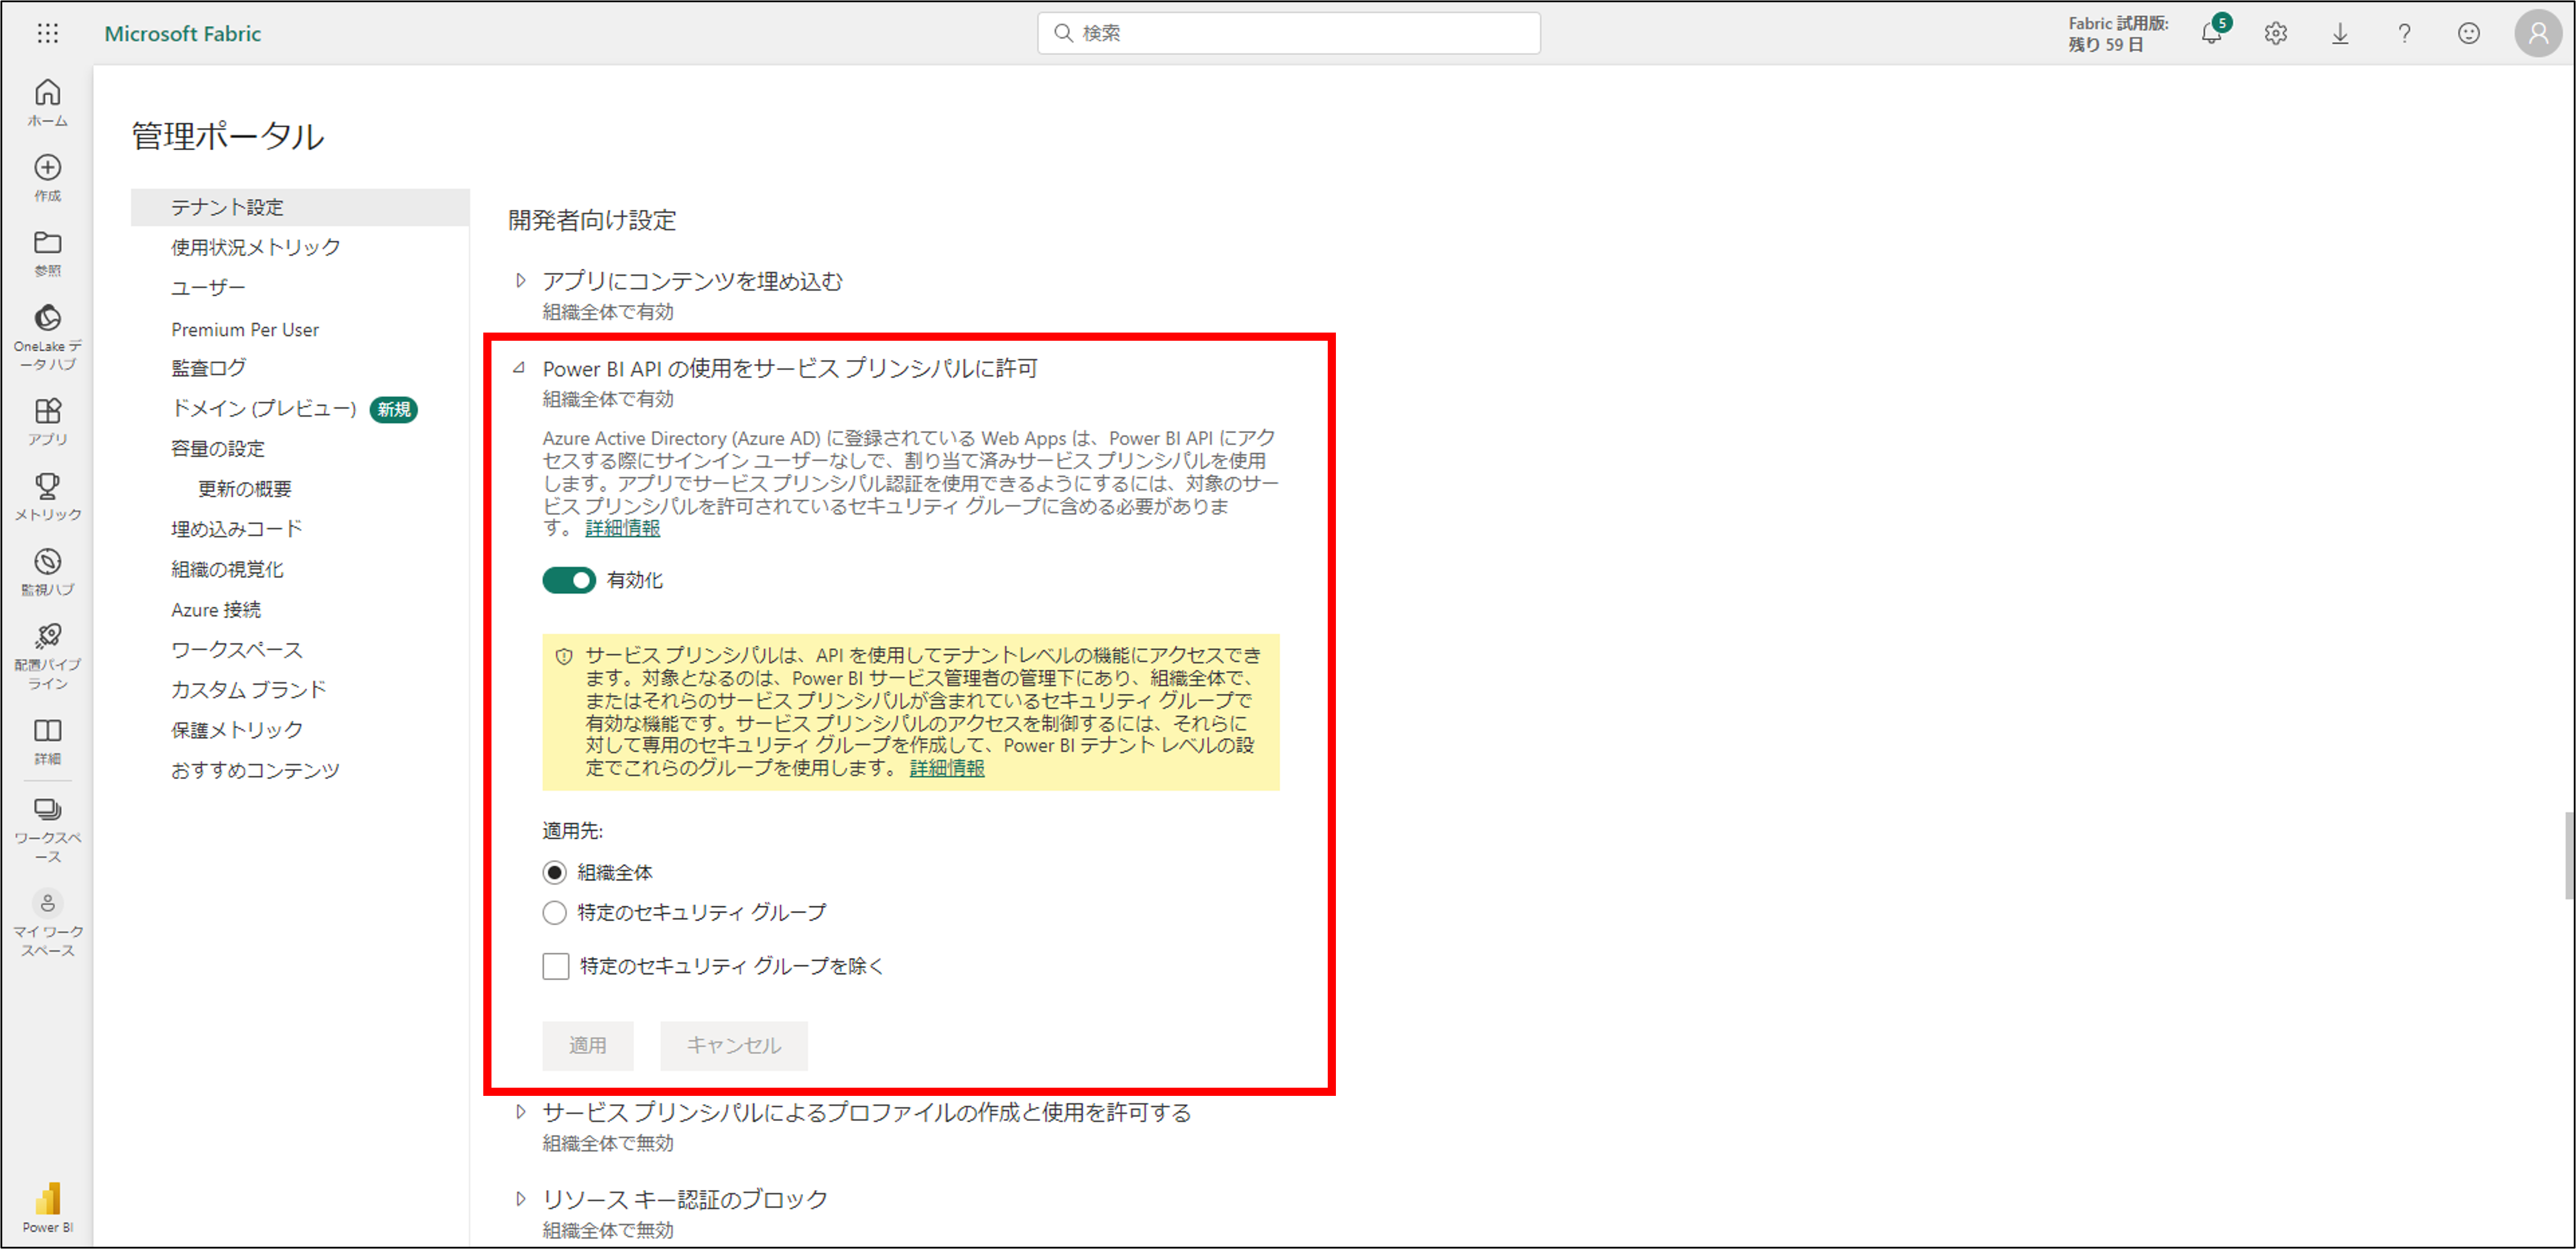 Microsoft Fabric
検索
Fabric 試用版:
残り 59 日
5
ホーム
作成
参照
OneLake デ
ータ ハブ
アプリ
メトリック
監視ハブ
配置パイプ
ライン
詳細
ワークスペ
ース
マイ ワーク
スペース
Power BI
管理ポータル
テナント設定
使用状況メトリック
ユーザー
Premium Per User
監査ログ
ドメイン (プレビュー) 新規
容量の設定
更新の概要
埋め込みコード
組織の視覚化
Azure 接続
ワークスペース
カスタム ブランド
保護メトリック
おすすめコンテンツ
開発者向け設定
アプリにコンテンツを埋め込む
組織全体で有効
Power BI API の使用をサービス プリンシパルに許可
組織全体で有効
Azure Active Directory (Azure AD) に登録されている Web Apps は、Power BI API にアク
セスする際にサインイン ユーザーなしで、割り当て済みサービス プリンシパルを使用
します。アプリでサービス プリンシパル認証を使用できるようにするには、対象のサー
ビス プリンシパルを許可されているセキュリティ グループに含める必要がありま
す。 詳細情報
有効化
サービス プリンシパルは、API を使用してテナントレベルの機能にアクセスでき
ます。対象となるのは、Power BI サービス管理者の管理下にあり、組織全体で、
またはそれらのサービス プリンシパルが含まれているセキュリティ グループで
有効な機能です。サービス プリンシパルのアクセスを制御するには、それらに
対して専用のセキュリティ グループを作成して、Power BI テナント レベルの設
定でこれらのグループを使用します。 詳細情報
適用先:
組織全体
特定のセキュリティ グループ
特定のセキュリティ グループを除く
適用
キャンセル
サービス プリンシパルによるプロファイルの作成と使用を許可する
組織全体で無効
リソース キー認証のブロック
組織全体で無効